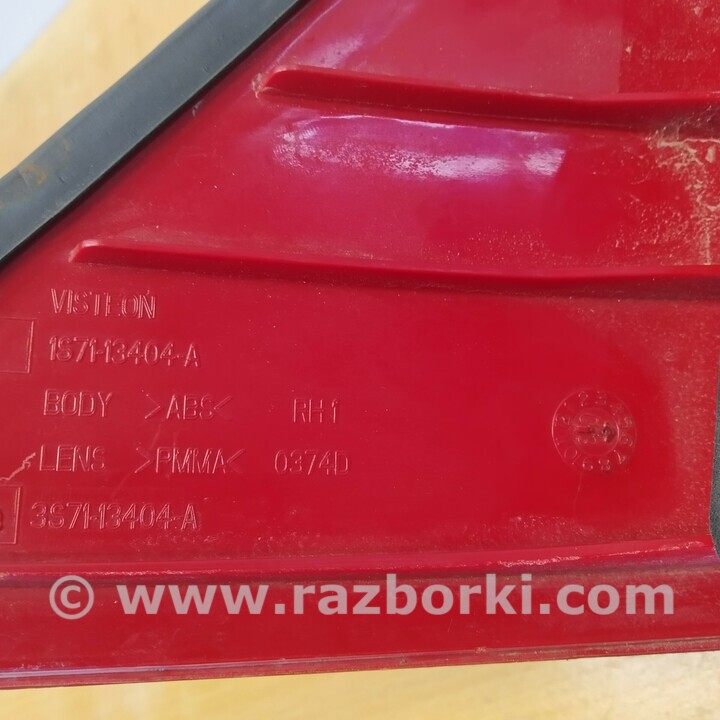 VISTEON
1S71-13404-A
BODY >ABS< RH1
LENS >PMMA< 0374D
3S71-13404-A
© www.razborki.com